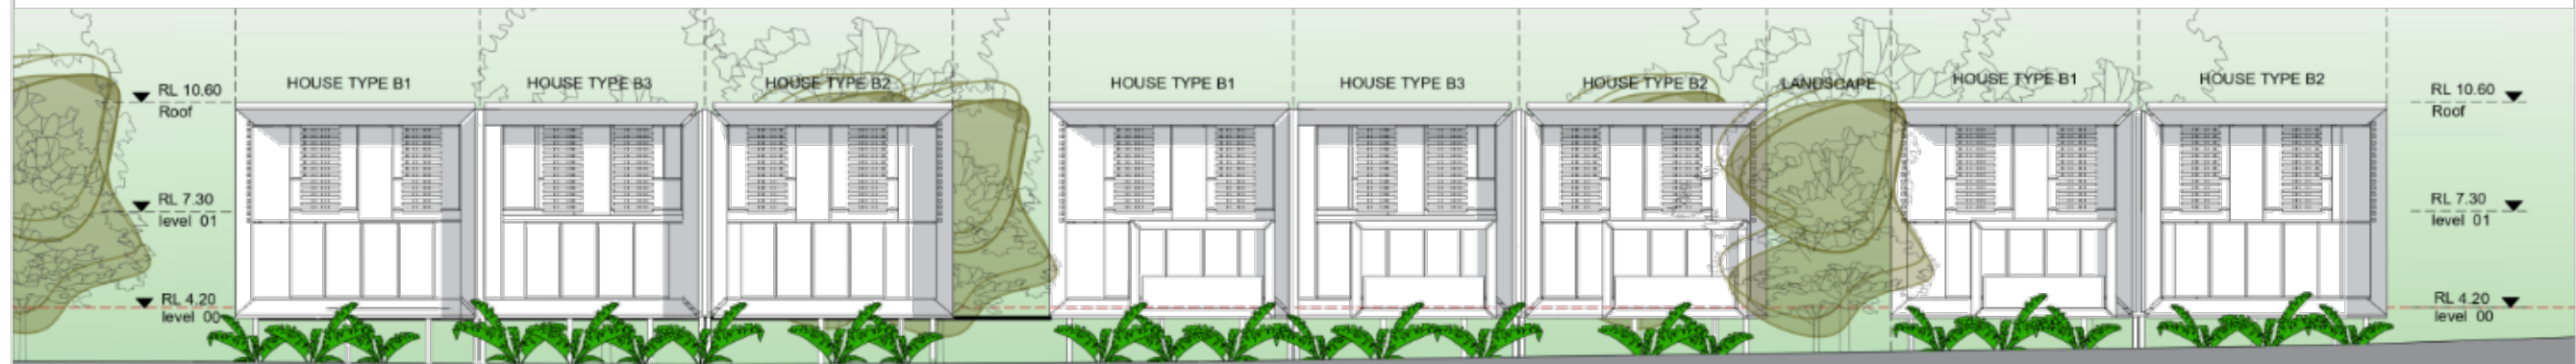 HOUSE TYPE B1
HOUSE TYPE B3
HOUSE TYPE B2
HOUSE TYPE B1
HOUSE TYPE B3
HOUSE TYPE B2
LANDSCAPE
HOUSE TYPE B1
HOUSE TYPE B2
RL 10.60
Roof
RL 7.30
level 01
RL 4.20
level 00
RL 10.60
Roof
RL 7.30
level 01
RL 4.20
level 00